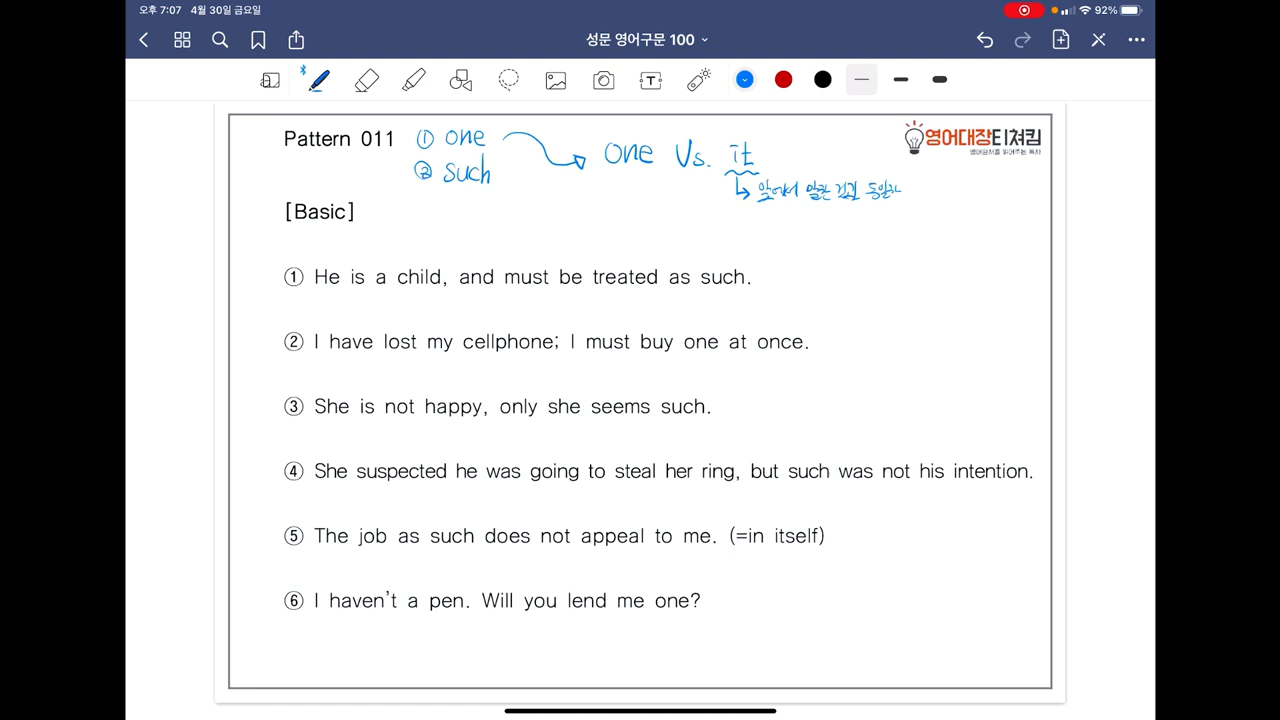 오후 7:07 4월 30일 금요일
92%
성문 영어구문 100
Pattern 011
① one
② such
one Vs. it
앞에서 말한 것과 동일한
영어대장티쳐킴
[Basic]
① He is a child, and must be treated as such.
② I have lost my cellphone; I must buy one at once.
③ She is not happy, only she seems such.
④ She suspected he was going to steal her ring, but such was not his intention.
⑤ The job as such does not appeal to me. (=in itself)
⑥ I haven't a pen. Will you lend me one?